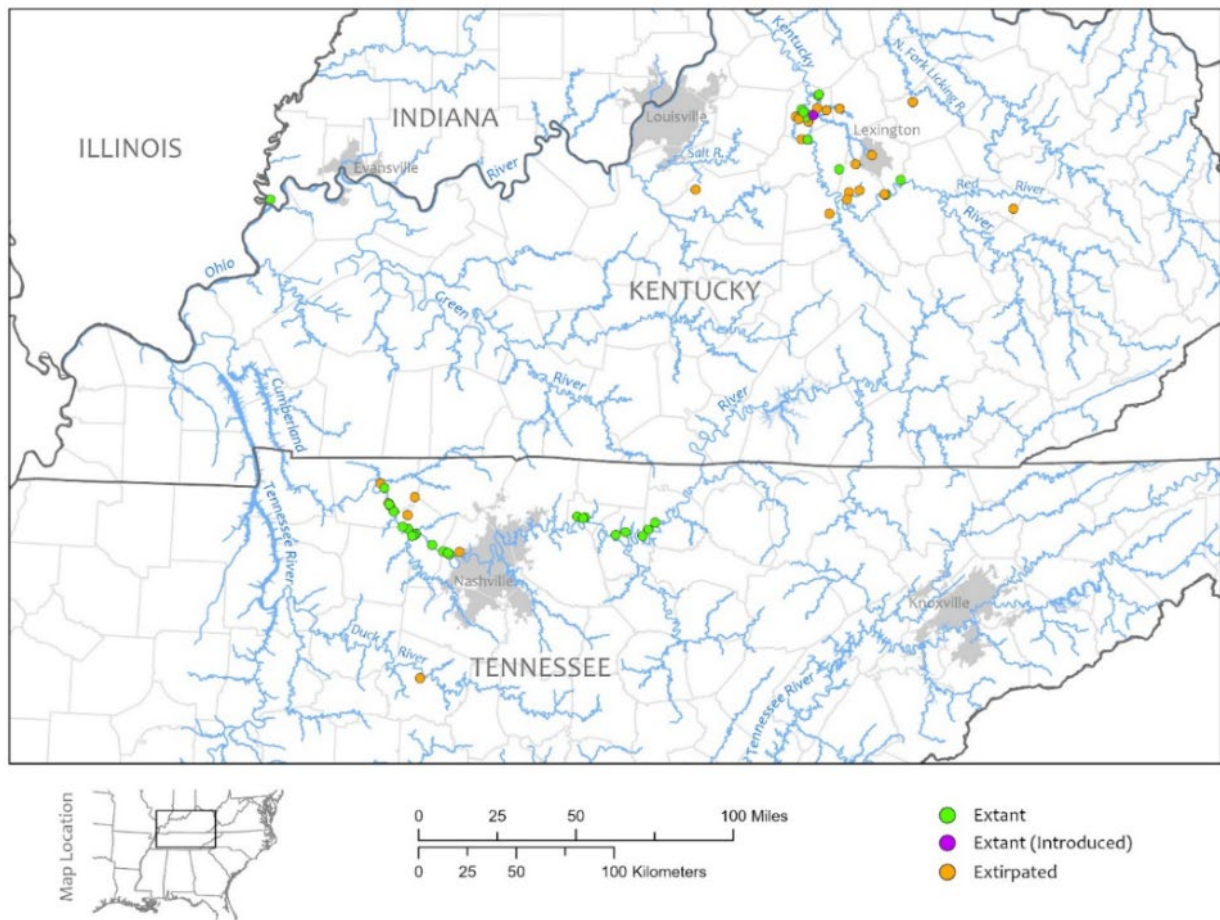 Kentucky
N. Fork Licking R.
INDIANA
Louisville
ILLINOIS
Lexington
Evansville
River
Salt R.
Red River
River
Ohio
KENTUCKY
Green
River
River
Cumberland
Tennessee River
Nashville
Knoxville
Duck River
TENNESSEE
Tennessee River
Map Location
0 25 50 100 Miles
0 25 50 100 Kilometers
Extant
Extant (Introduced)
Extirpated